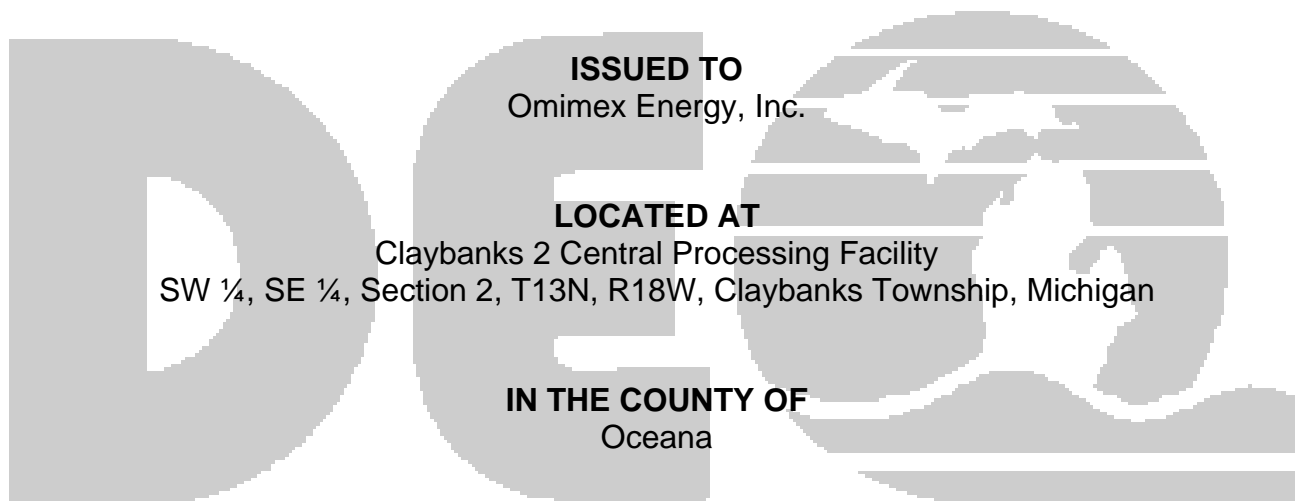 DEQ
ISSUED TO
Omimex Energy, Inc.
LOCATED AT
Claybanks 2 Central Processing Facility
SW ¼, SE ¼, Section 2, T13N, R18W, Claybanks Township, Michigan
IN THE COUNTY OF
Oceana